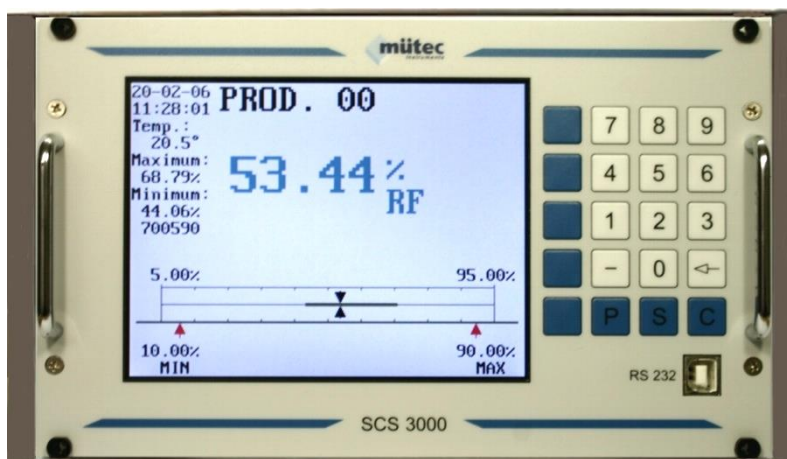 mütec
instruments
20-02-06 PROD. 00
11:28:01
Temp.:
20.5°
Maximum:
68.79%
Minimum:
44.06%
700590
53.44 %
RF
5.00% 95.00%
10.00% 90.00%
MIN MAX
7 8 9
4 5 6
1 2 3
- 0
P S C
RS 232
SCS 3000